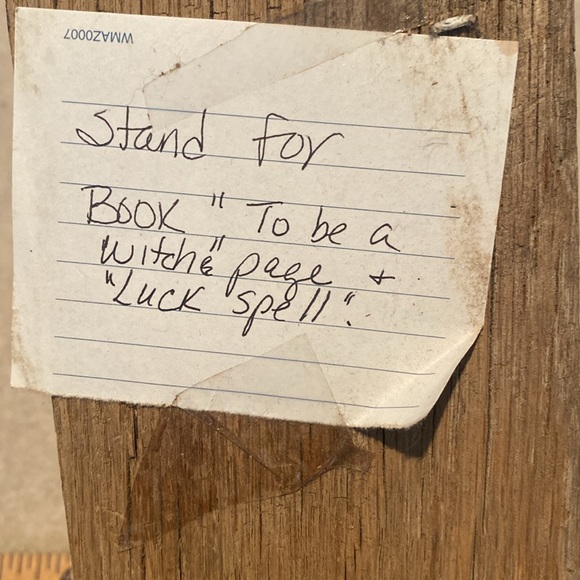 WMAZ0007
Stand for
Book " To be a
witch" page +
"Luck spell".